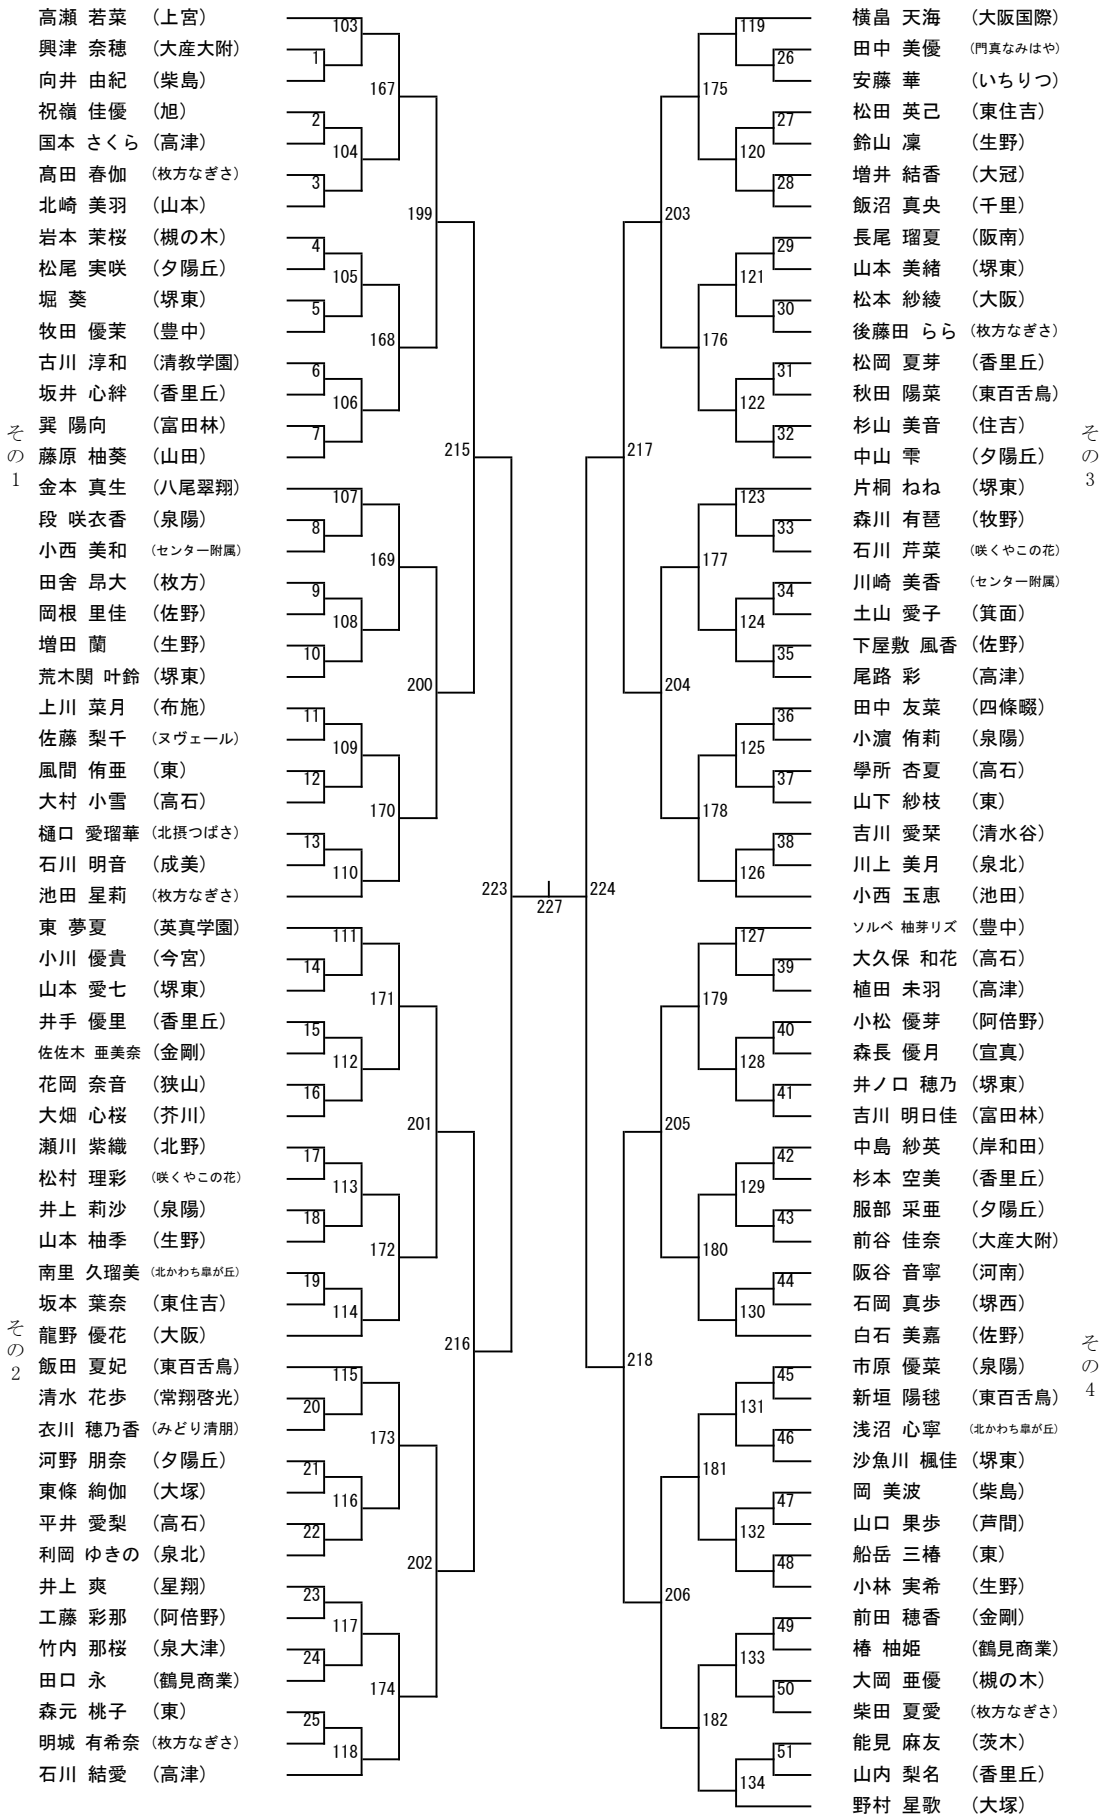 その1
高瀬 若菜 (上宮)
興津 奈穂 (大産大附)
向井 由紀 (柴島)
祝嶺 佳優 (旭)
国本 さくら (高津)
髙田 春伽 (枚方なぎさ)
北崎 美羽 (山本)
岩本 茉桜 (槻の木)
松尾 実咲 (夕陽丘)
堀 葵 (堺東)
牧田 優茉 (豊中)
古川 淳和 (清教学園)
坂井 心絆 (香里丘)
巽 陽向 (富田林)
藤原 柚葵 (山田)
金本 真生 (八尾翠翔)
段 咲衣香 (泉陽)
小西 美和 (センター附属)
田舎 昂大 (枚方)
岡根 里佳 (佐野)
増田 蘭 (生野)
荒木関 叶鈴 (堺東)
上川 菜月 (布施)
佐藤 梨千 (ヌヴェール)
風間 侑亜 (東)
大村 小雪 (高石)
樋口 愛瑠華 (北摂つばさ)
石川 明音 (成美)
池田 星莉 (枚方なぎさ)
その2
東 夢夏 (英真学園)
小川 優貴 (今宮)
山本 愛七 (堺東)
井手 優里 (香里丘)
佐佐木 亜美奈 (金剛)
花岡 奈音 (狭山)
大畑 心桜 (芥川)
瀬川 紫織 (北野)
松村 理彩 (咲くやこの花)
井上 莉沙 (泉陽)
山本 柚季 (生野)
南里 久瑠美 (北かわち皐が丘)
坂本 葉奈 (東住吉)
龍野 優花 (大阪)
飯田 夏妃 (東百舌鳥)
清水 花歩 (常翔啓光)
衣川 穂乃香 (みどり清朋)
河野 朋奈 (夕陽丘)
東條 絢伽 (大塚)
平井 愛梨 (高石)
利岡 ゆきの (泉北)
井上 爽 (星翔)
工藤 彩那 (阿倍野)
竹内 那桜 (泉大津)
田口 永 (鶴見商業)
森元 桃子 (東)
明城 有希奈 (枚方なぎさ)
石川 結愛 (高津)
103
1
167
2
104
3
199
4
105
5
168
6
106
7
215
107
8
169
9
108
10
200
11
109
12
170
13
110
223
227
224
111
14
171
15
112
16
201
17
113
18
172
19
114
216
115
20
173
21
116
22
202
23
117
24
174
25
118
119
26
175
27
120
28
203
29
121
30
176
31
122
32
217
123
33
177
34
124
35
204
36
125
37
178
38
126
127
39
179
40
128
41
205
42
129
43
180
44
130
218
45
131
46
181
47
132
48
206
49
133
50
182
51
134
その3
横畠 天海 (大阪国際)
田中 美優 (門真なみはや)
安藤 華 (いちりつ)
松田 英己 (東住吉)
鈴山 凜 (生野)
増井 結香 (大冠)
飯沼 真央 (千里)
長尾 瑠夏 (阪南)
山本 美緒 (堺東)
松本 紗綾 (大阪)
後藤田 らら (枚方なぎさ)
松岡 夏芽 (香里丘)
秋田 陽菜 (東百舌鳥)
杉山 美音 (住吉)
中山 雫 (夕陽丘)
片桐 ねね (堺東)
森川 有琶 (牧野)
石川 芹菜 (咲くやこの花)
川崎 美香 (センター附属)
土山 愛子 (箕面)
下屋敷 風香 (佐野)
尾路 彩 (高津)
田中 友菜 (四條畷)
小濵 侑莉 (泉陽)
學所 杏夏 (高石)
山下 紗枝 (東)
吉川 愛栞 (清水谷)
川上 美月 (泉北)
小西 玉恵 (池田)
その4
ソルベ 柚芽リズ (豊中)
大久保 和花 (高石)
植田 未羽 (高津)
小松 優芽 (阿倍野)
森長 優月 (宣真)
井ノ口 穂乃 (堺東)
吉川 明日佳 (富田林)
中島 紗英 (岸和田)
杉本 空美 (香里丘)
服部 采亜 (夕陽丘)
前谷 佳奈 (大産大附)
阪谷 音寧 (河南)
石岡 真歩 (堺西)
白石 美嘉 (佐野)
市原 優菜 (泉陽)
新垣 陽毬 (東百舌鳥)
浅沼 心寧 (北かわち皐が丘)
沙魚川 楓佳 (堺東)
岡 美波 (柴島)
山口 果歩 (芦間)
船岳 三椿 (東)
小林 実希 (生野)
前田 穂香 (金剛)
椿 柚姫 (鶴見商業)
大岡 亜優 (槻の木)
柴田 夏愛 (枚方なぎさ)
能見 麻友 (茨木)
山内 梨名 (香里丘)
野村 星歌 (大塚)